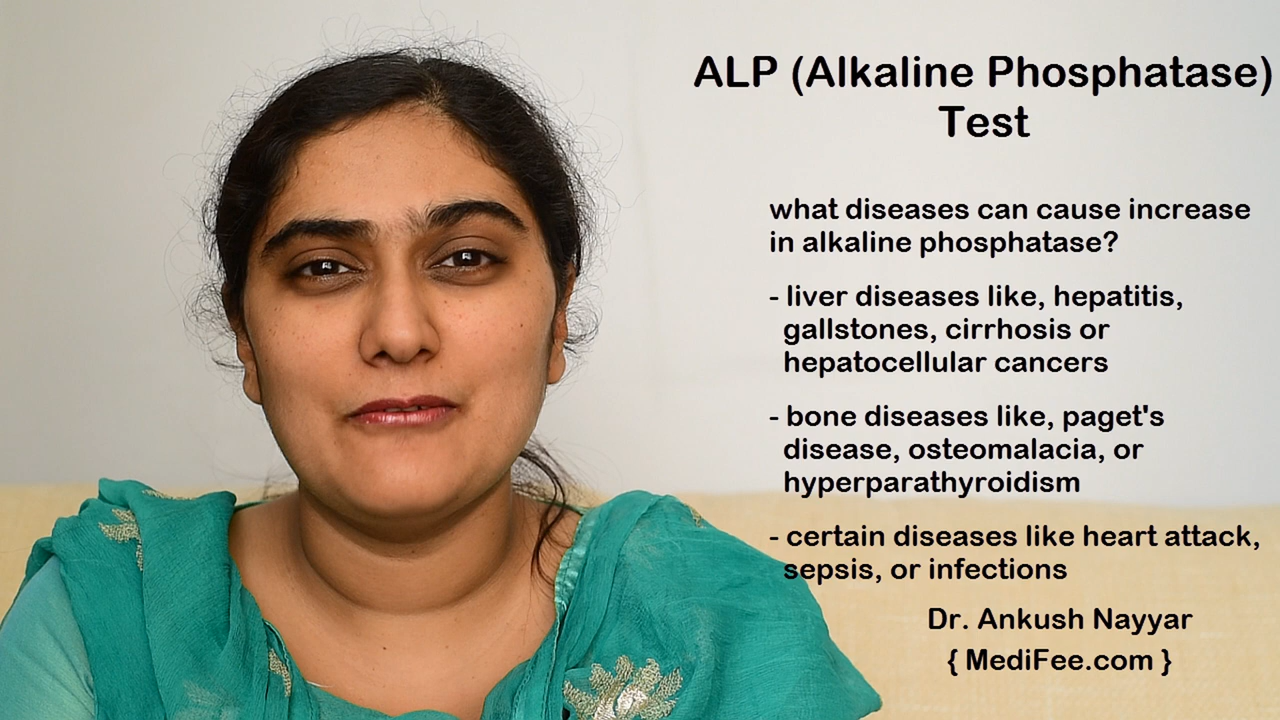 ALP (Alkaline Phosphatase)
Test
what diseases can cause increase
in alkaline phosphatase?
- liver diseases like, hepatitis,
gallstones, cirrhosis or
hepatocellular cancers
- bone diseases like, paget's
disease, osteomalacia, or
hyperparathyroidism
- certain diseases like heart attack,
sepsis, or infections
Dr. Ankush Nayyar
{ MediFee.com }